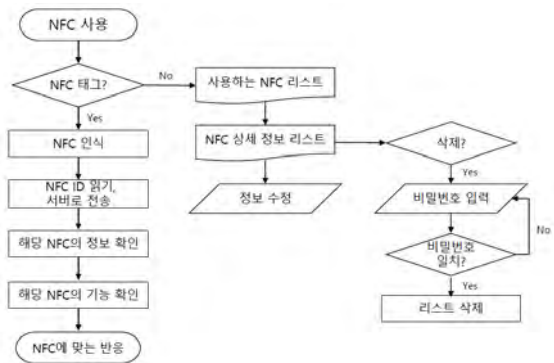 NFC 사용
NFC 태그?
No
Yes
NFC 인식
NFC ID 읽기,
서버로 전송
해당 NFC의 정보 확인
해당 NFC의 기능 확인
NFC에 맞는 반응
사용하는 NFC 리스트
NFC 상세 정보 리스트
정보 수정
삭제?
Yes
비밀번호 입력
No
비밀번호
일치?
Yes
리스트 삭제